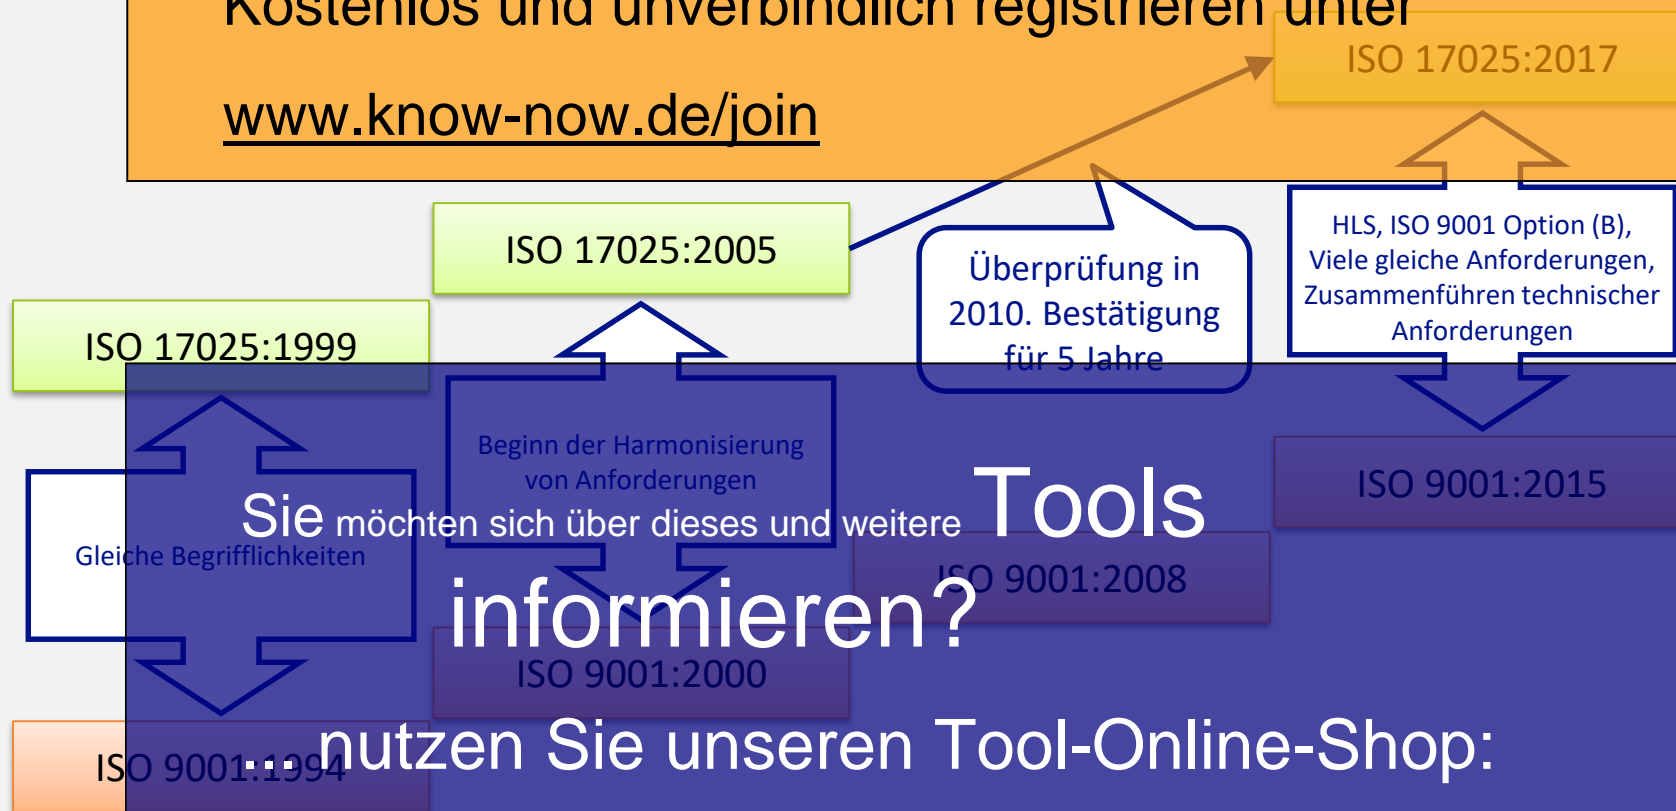 Kostenlos und unverbindlich registrieren unter
www.know-now.de/join
ISO 17025:2017
ISO 17025:2005
Überprüfung in
2010. Bestätigung
für 5 Jahre
HLS, ISO 9001 Option (B),
Viele gleiche Anforderungen,
Zusammenführen technischer
Anforderungen
ISO 17025:1999
Beginn der Harmonisierung
von Anforderungen
Gleiche Begrifflichkeiten
ISO 9001:2015
ISO 9001:2008
ISO 9001:2000
ISO 9001:1994
Sie möchten sich über dieses und weitere Tools
informieren?
... nutzen Sie unseren Tool-Online-Shop: